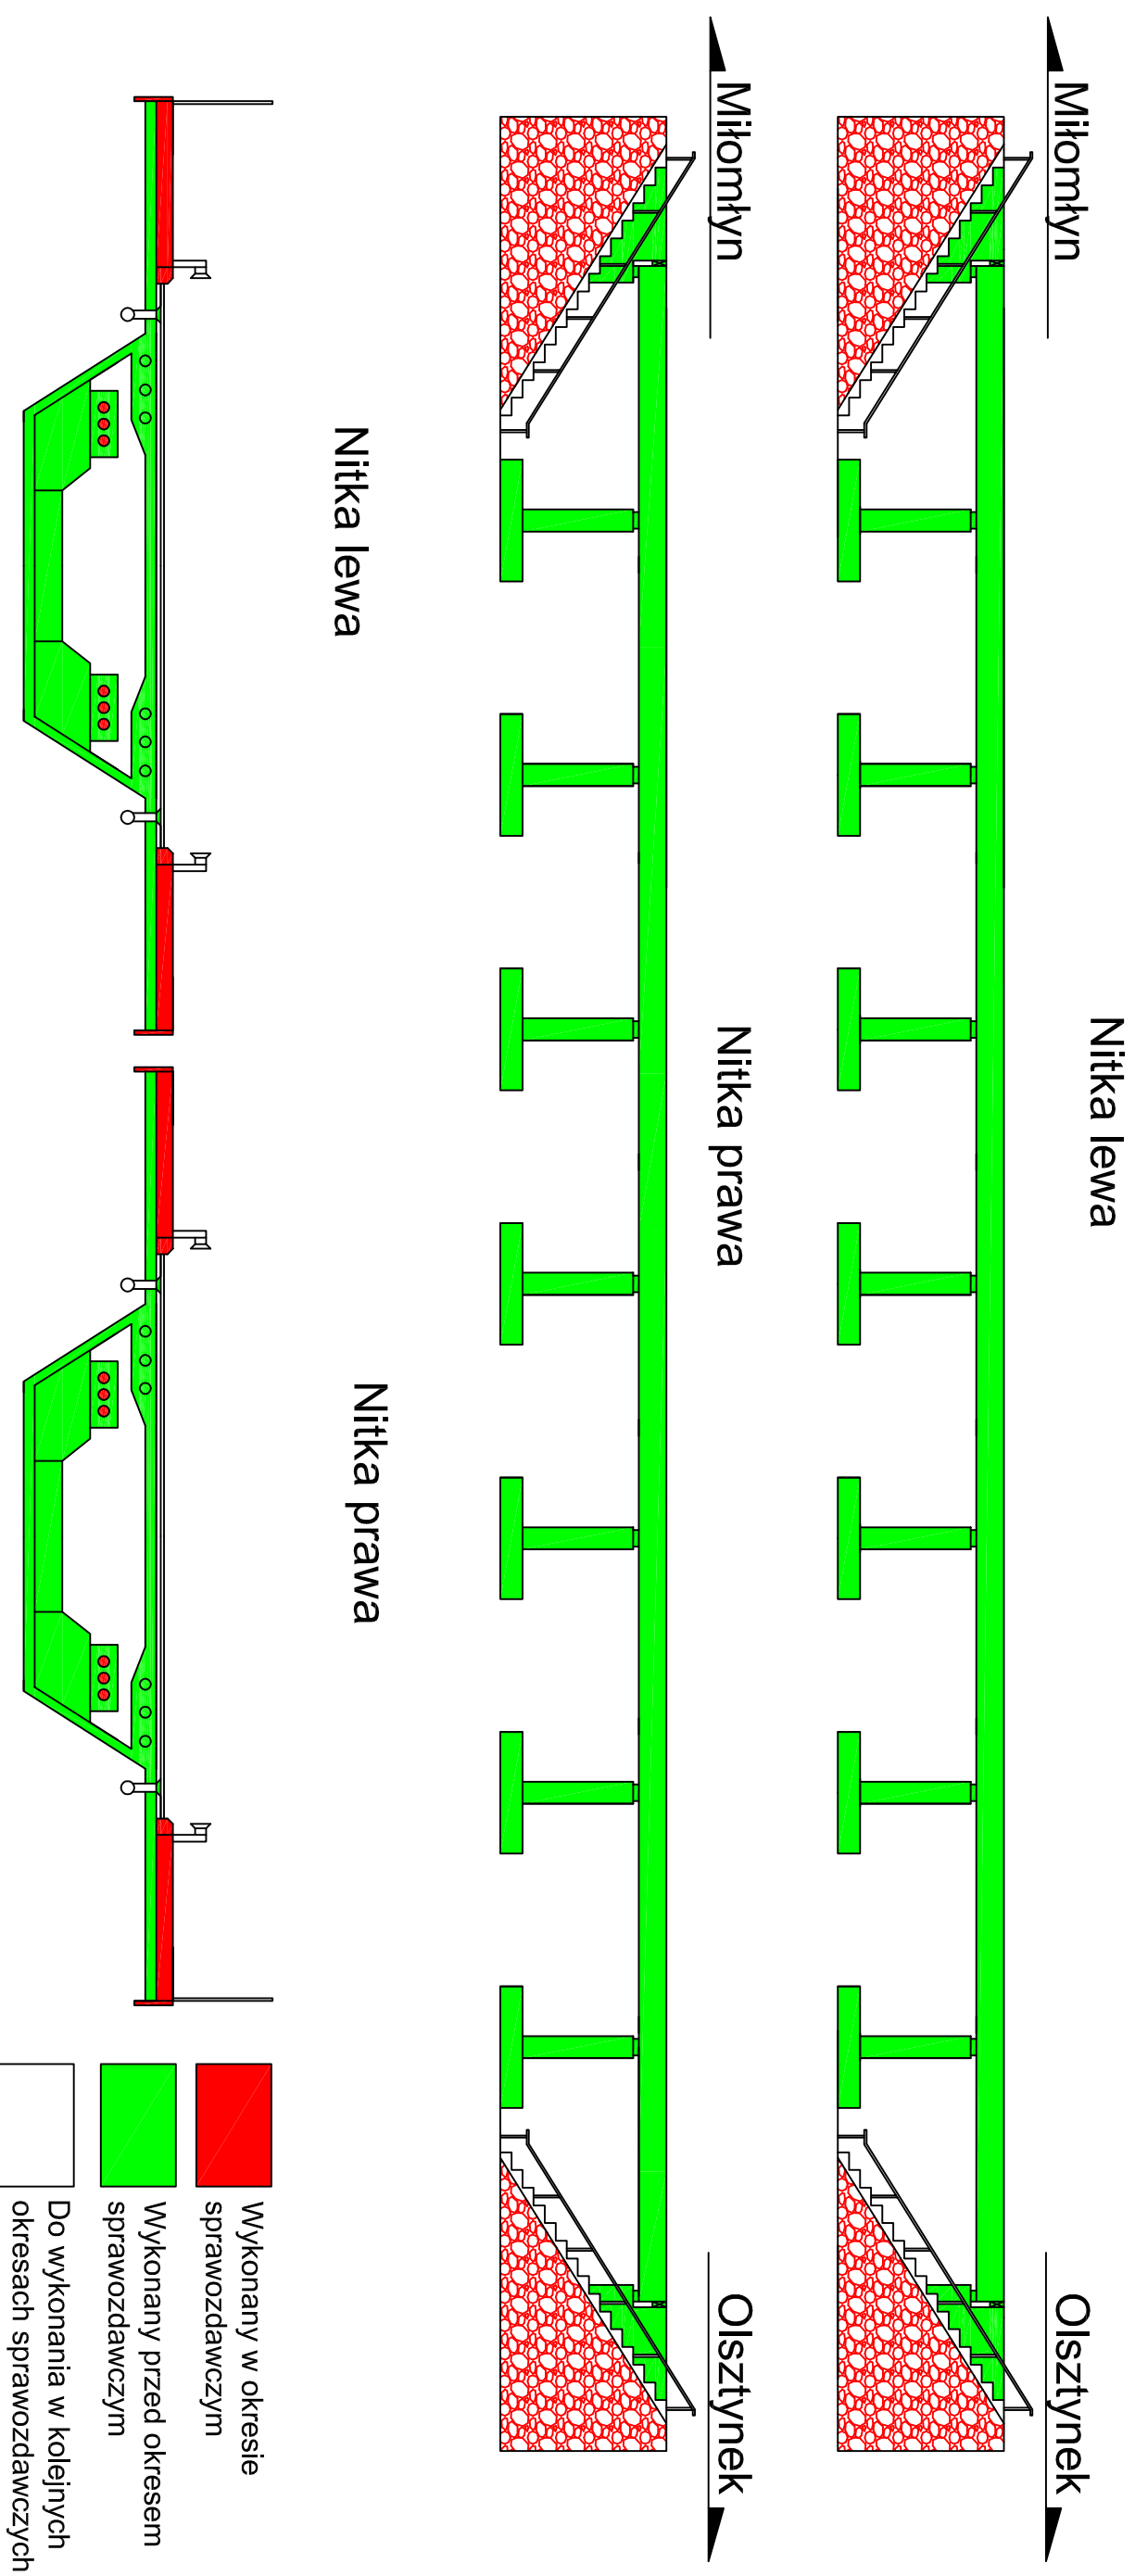 Nitka lewa
Miłomłyn
Olsztynek
Nitka prawa
Miłomłyn
Olsztynek
Nitka lewa
Nitka prawa
Wykonany w okresie
sprawozdawczym
Wykonany przed okresem
sprawozdawczym
Do wykonania w kolejnych
okresach sprawozdawczych